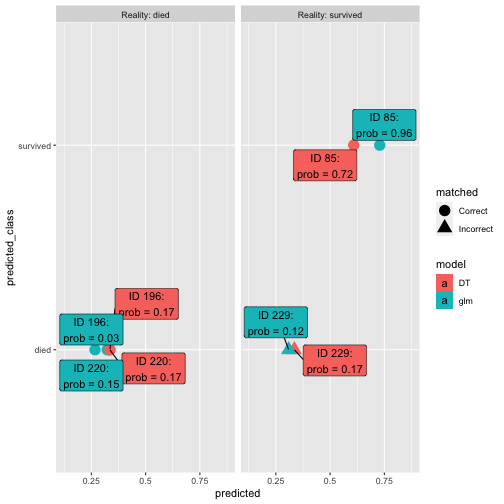 Reality: died
Reality: survived
predicted_class
survived
died
ID 85:
prob = 0.96
ID 85:
prob = 0.72
ID 196:
prob = 0.17
ID 196:
prob = 0.03
ID 220:
prob = 0.17
ID 220:
prob = 0.15
ID 229:
prob = 0.12
ID 229:
prob = 0.17
0.25
0.5
0.75
0.25
0.5
0.75
predicted
matched
Correct
Incorrect
model
a DT
a glm